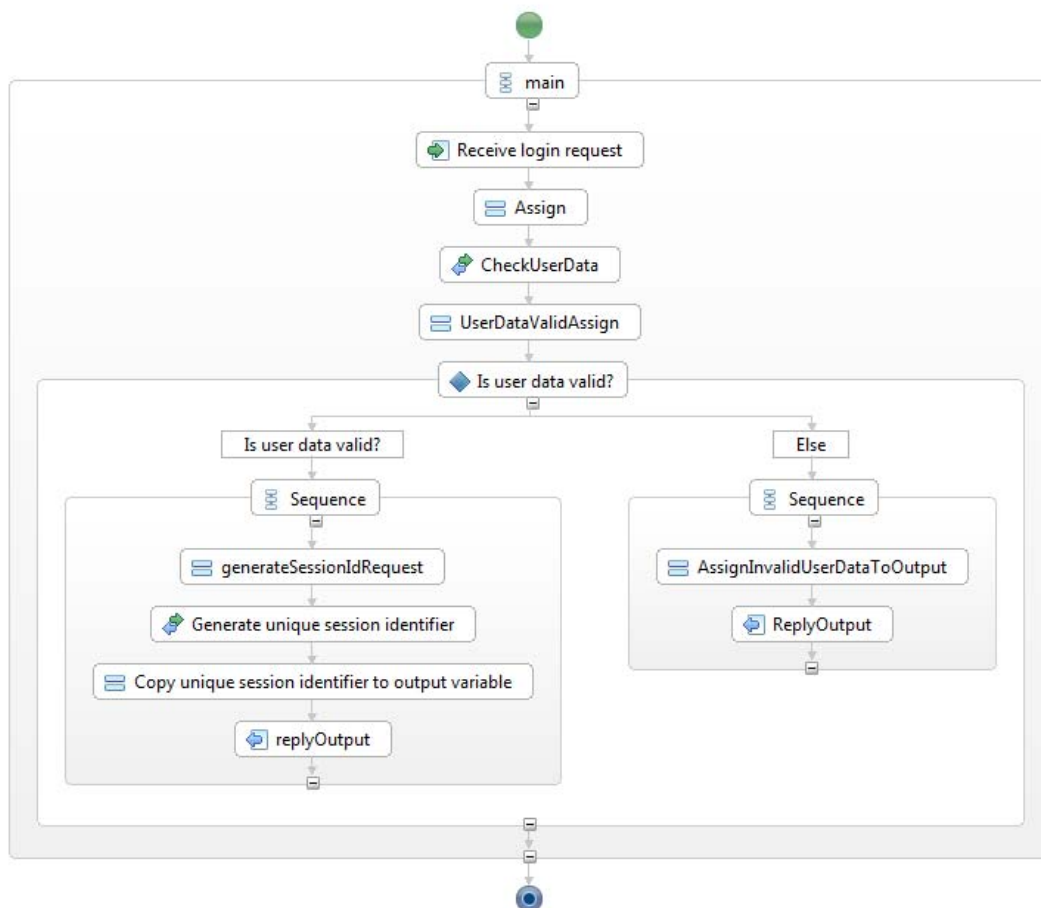 main
Receive login request
Assign
CheckUserData
UserDataValidAssign
Is user data valid?
Is user data valid?
Else
Sequence
Sequence
generateSessionIdRequest
AssignInvalidUserDataToOutput
Generate unique session identifier
ReplyOutput
Copy unique session identifier to output variable
replyOutput